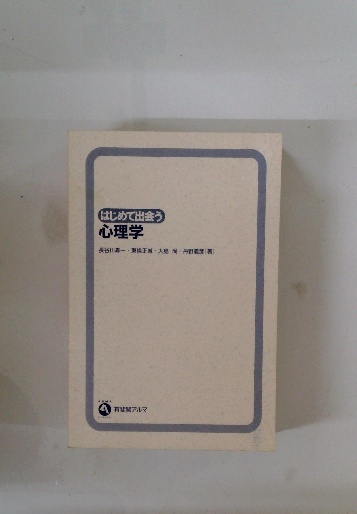 はじめて出会う
心理学
長谷川寿一・東條正城・大島 尚・丹野義彦[著]
有斐閣アルマ